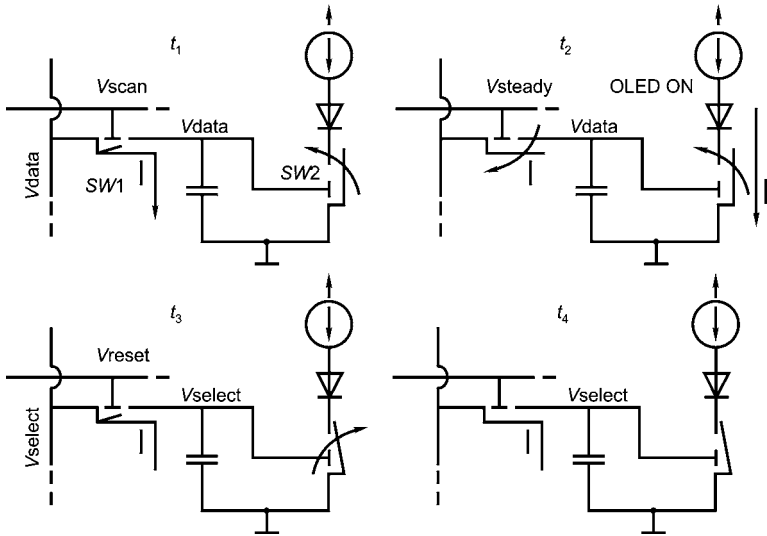 t1
Vscan
Vdata
Vdata
SW1
I
SW2
t2
Vsteady
OLED ON
Vdata
I
I
t3
Vreset
Vselect
Vselect
I
t4
Vselect
I